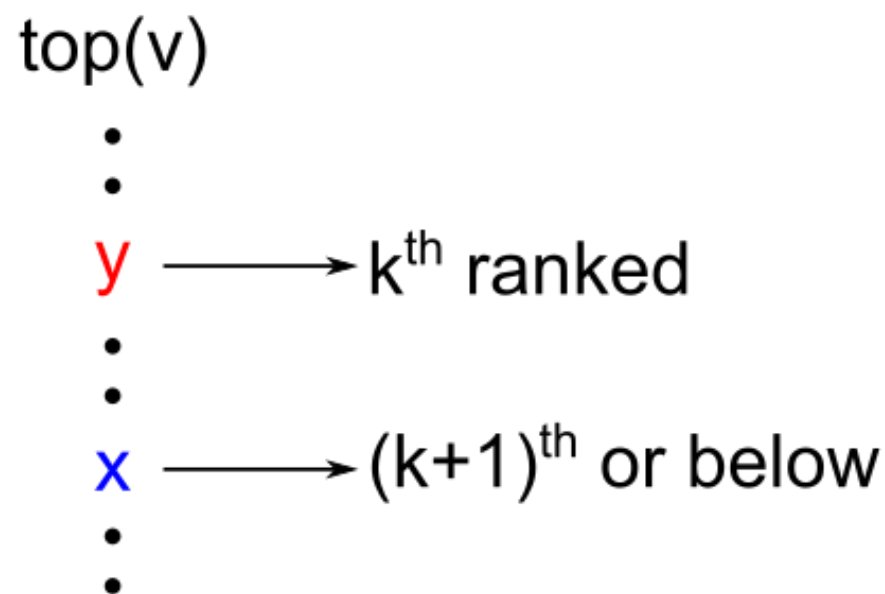 top(v)
y kᵗʰ ranked
x (k+1)ᵗʰ or below